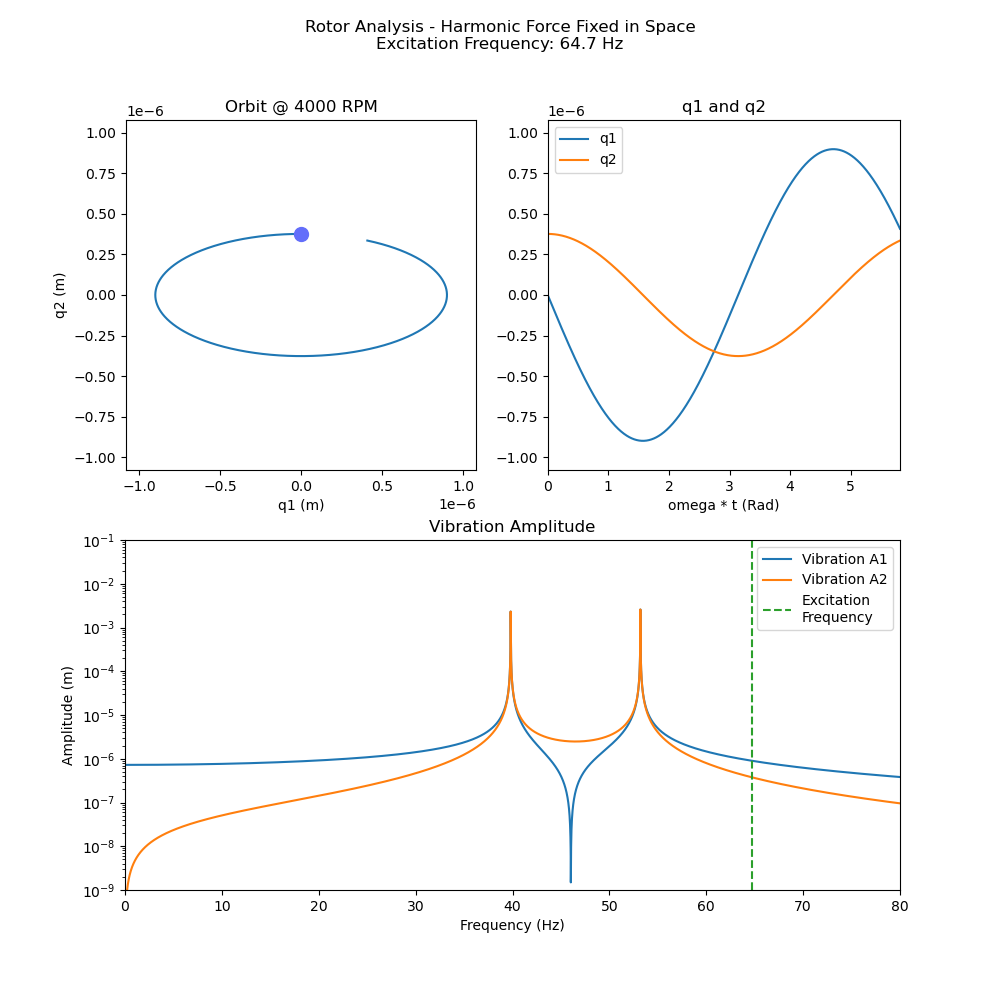 Rotor Analysis - Harmonic Force Fixed in Space
Excitation Frequency: 64.7 Hz
Orbit @ 4000 RPM
1e−6
1.00
0.75
0.50
0.25
0.00
−0.25
−0.50
−0.75
−1.00
q2 (m)
−1.0 −0.5 0.0 0.5 1.0
1e−6
q1 (m)
q1 and q2
1e−6
q1
q2
1.00
0.75
0.50
0.25
0.00
−0.25
−0.50
−0.75
−1.00
0 1 2 3 4 5
omega * t (Rad)
Vibration Amplitude
Vibration A1
Vibration A2
Excitation
Frequency
10⁻¹
10⁻²
10⁻³
10⁻⁴
10⁻⁵
10⁻⁶
10⁻⁷
10⁻⁸
10⁻⁹
Amplitude (m)
0 10 20 30 40 50 60 70 80
Frequency (Hz)